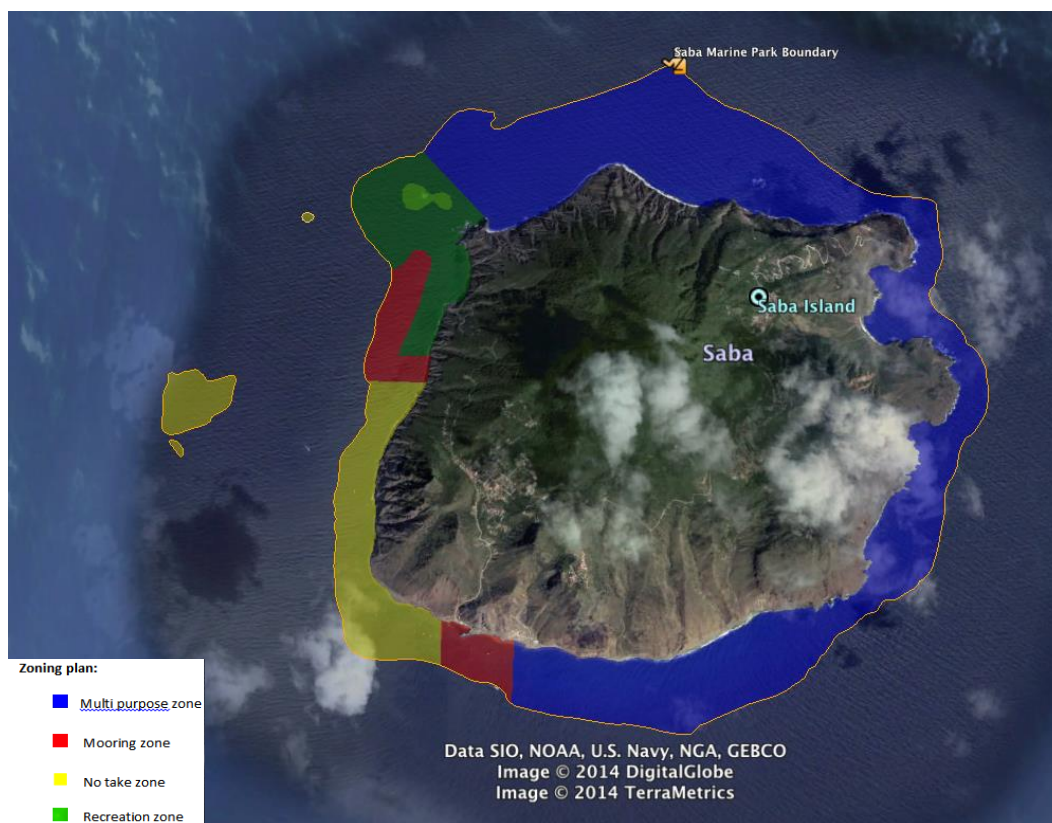 Saba Marine Park Boundary
Saba Island
Saba
Zoning plan:
Multi purpose zone
Mooring zone
No take zone
Recreation zone
Data SIO, NOAA, U.S. Navy, NGA, GEBCO
Image © 2014 DigitalGlobe
Image © 2014 TerraMetrics